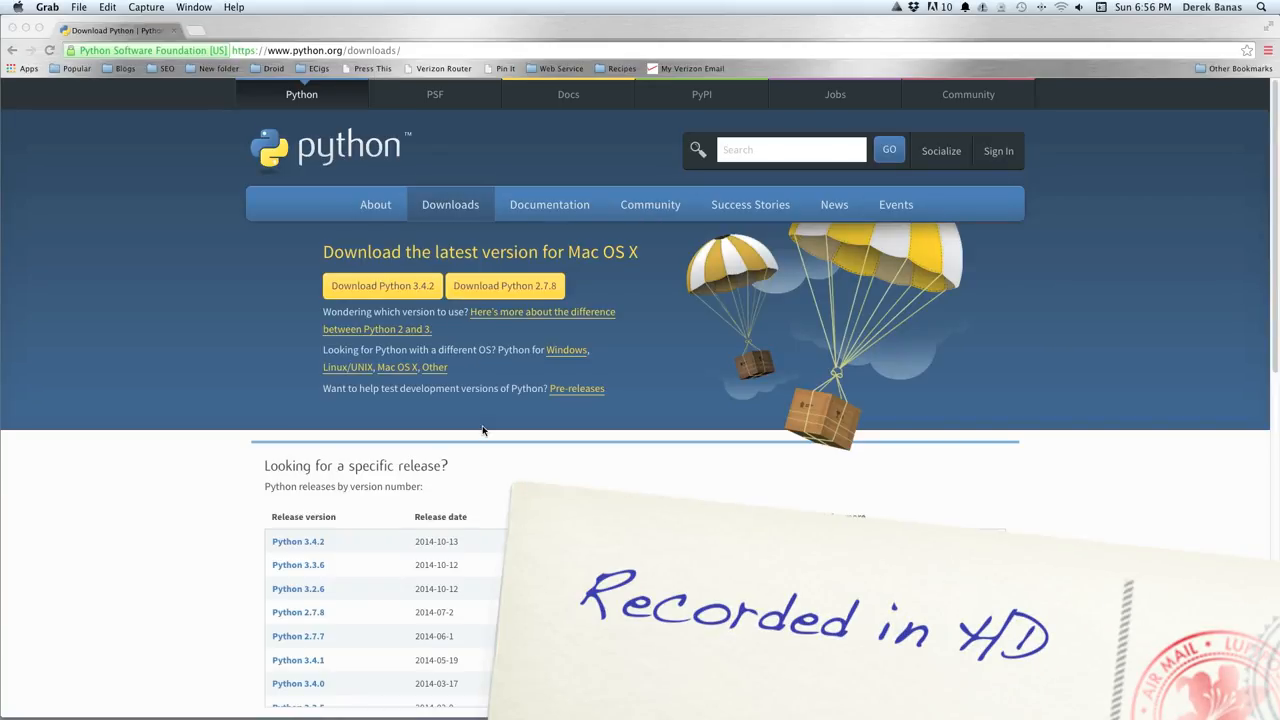 Grab File Edit Capture Window Help 10 Sun 6:56 PM Derek Banas
Download Python | Pytho
Python Software Foundation [US] https://www.python.org/downloads/
Apps Popular Blogs SEO New folder Droid ECigs Press This Verizon Router Pin It Web Service Recipes My Verizon Email Other Bookmarks
Python PSF Docs PyPI Jobs Community
python™ Search GO Socialize Sign In
About Downloads Documentation Community Success Stories News Events
Download the latest version for Mac OS X
Download Python 3.4.2 Download Python 2.7.8
Wondering which version to use? Here's more about the difference
between Python 2 and 3.
Looking for Python with a different OS? Python for Windows,
Linux/UNIX, Mac OS X, Other
Want to help test development versions of Python? Pre-releases
Looking for a specific release?
Python releases by version number:
Release version Release date
Python 3.4.2 2014-10-13
Python 3.3.6 2014-10-12
Python 3.2.6 2014-10-12
Python 2.7.8 2014-07-2
Python 2.7.7 2014-06-1
Python 3.4.1 2014-05-19
Python 3.4.0 2014-03-17
Recorded in HD
AIR MAIL